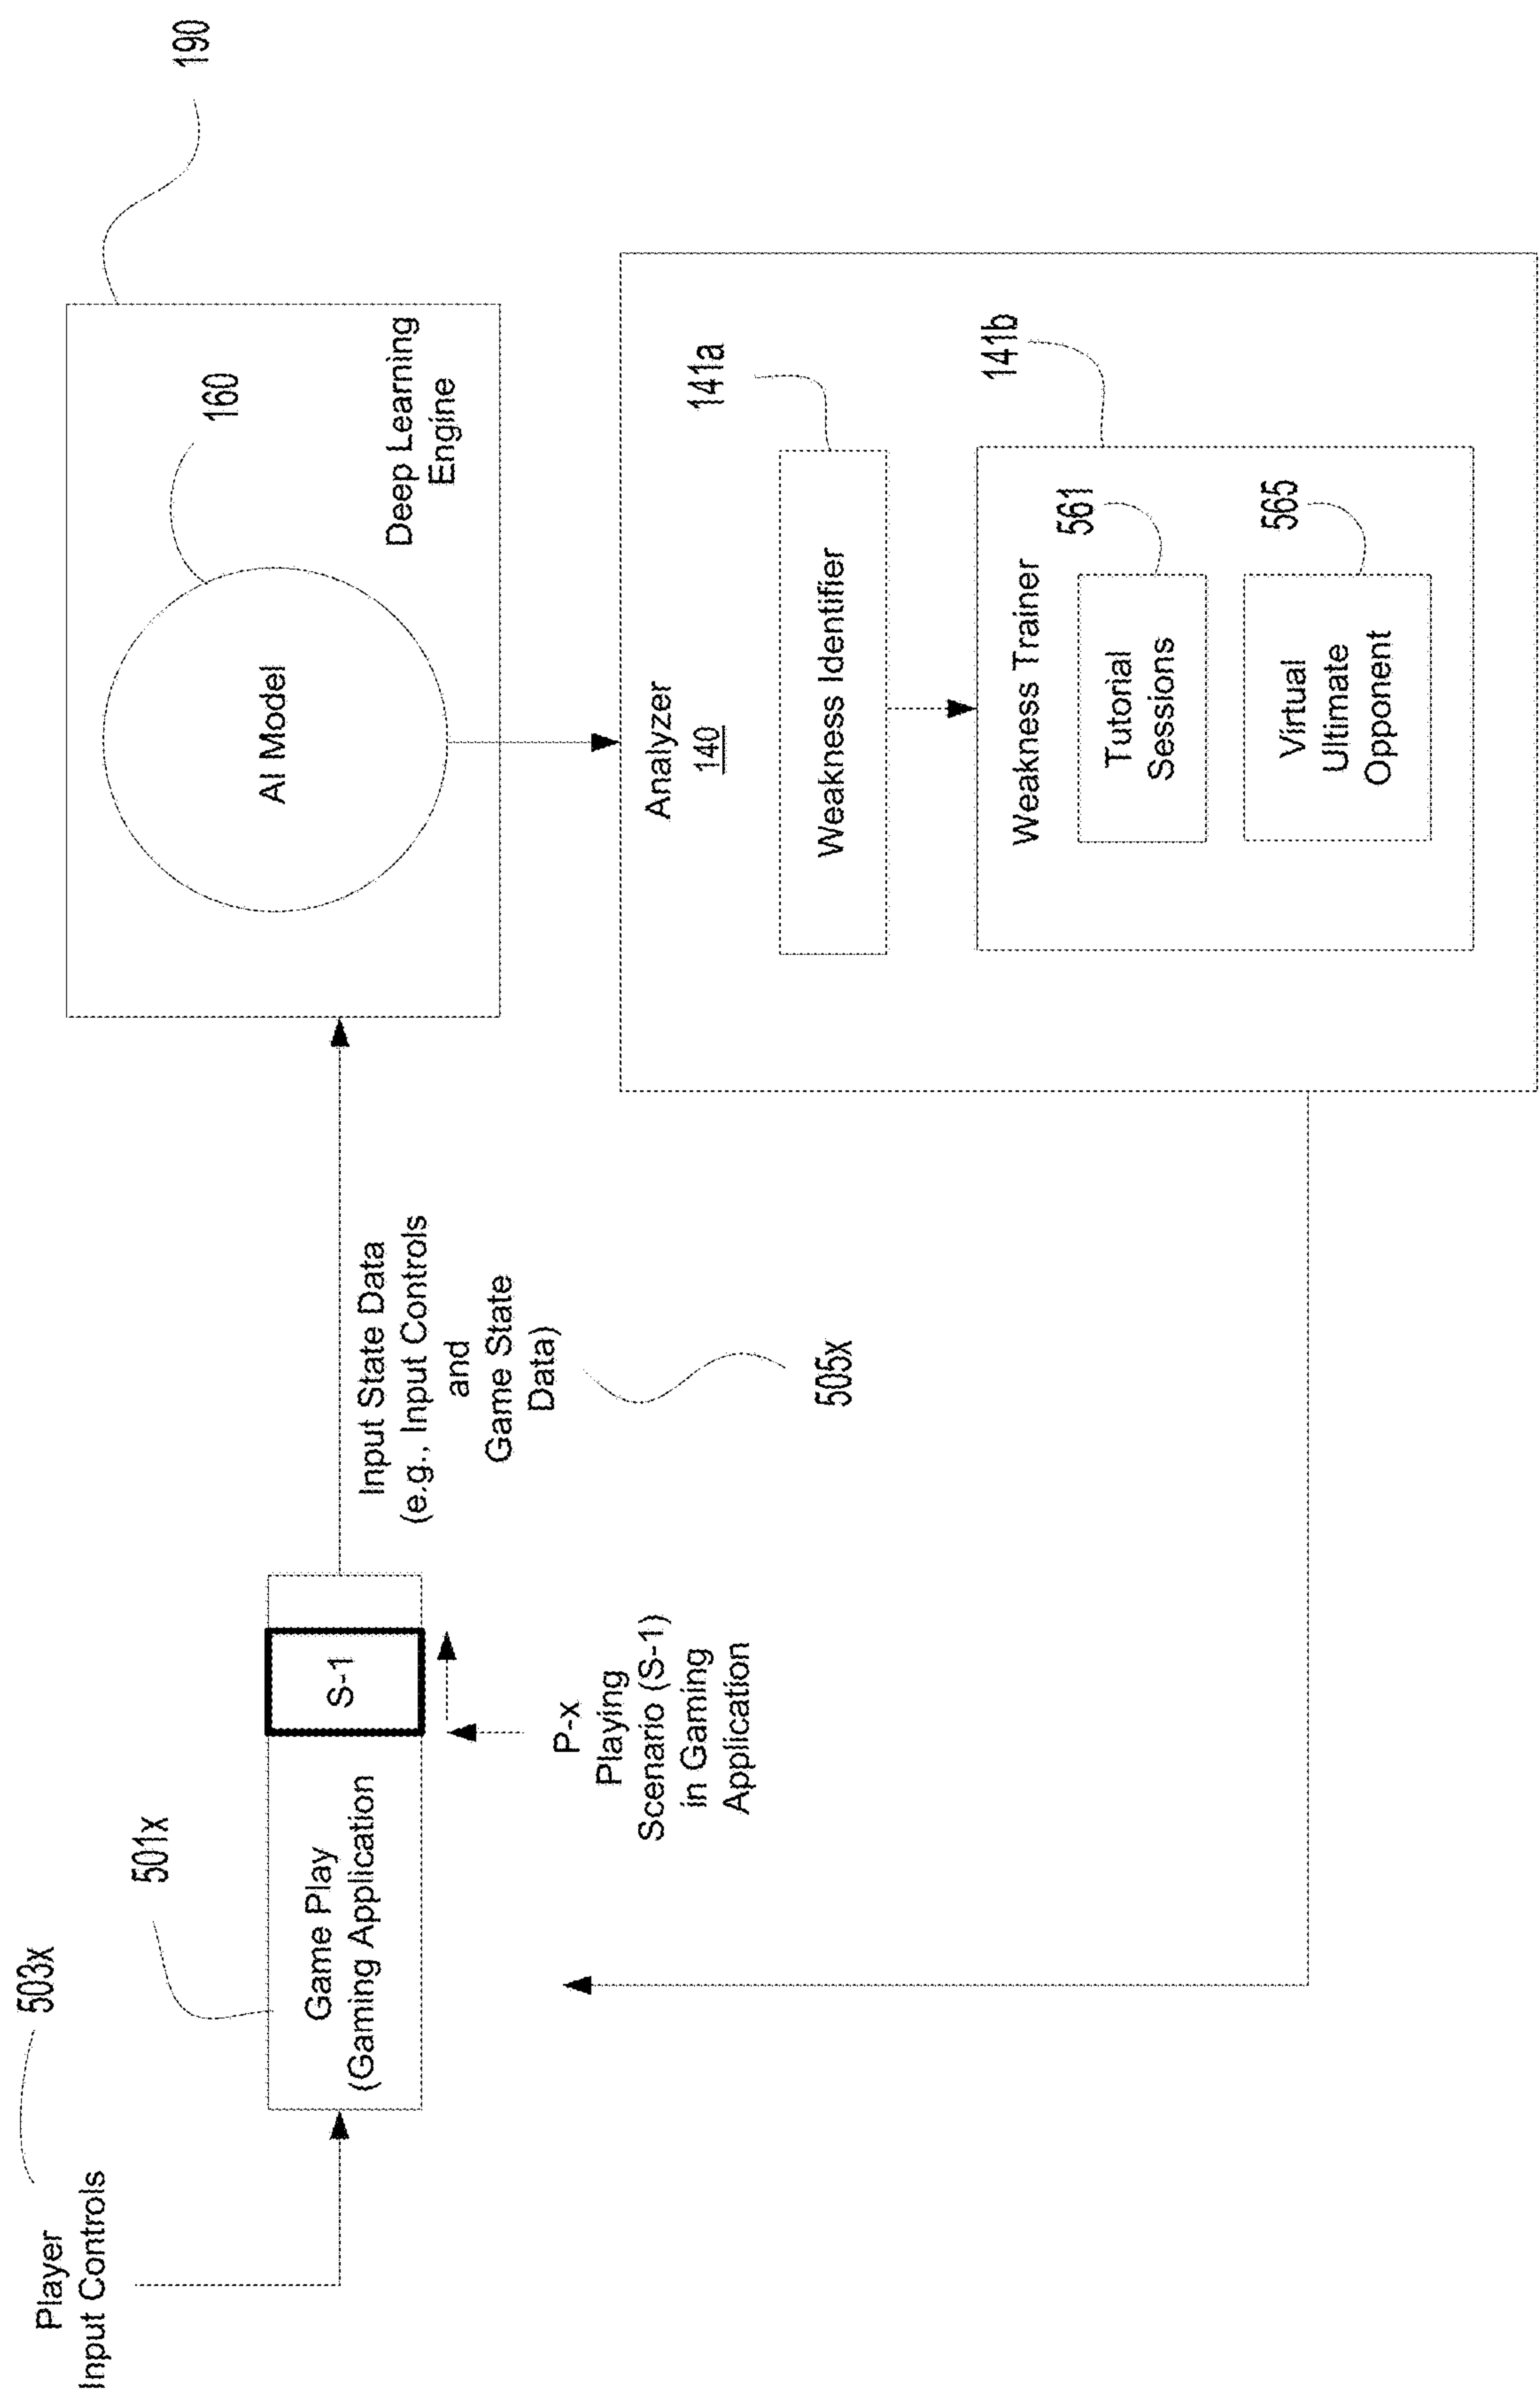 Player
Input Controls
503x
501x
Game Play
(Gaming Application
S-1
P-x
Playing
Scenario (S-1)
in Gaming
Application
Input State Data
(e.g., Input Controls
and
Game State
Data)
505x
190
160
AI Model
Deep Learning
Engine
Analyzer
140
141a
Weakness Identifier
141b
Weakness Trainer
561
Tutorial
Sessions
565
Virtual
Ultimate
Opponent